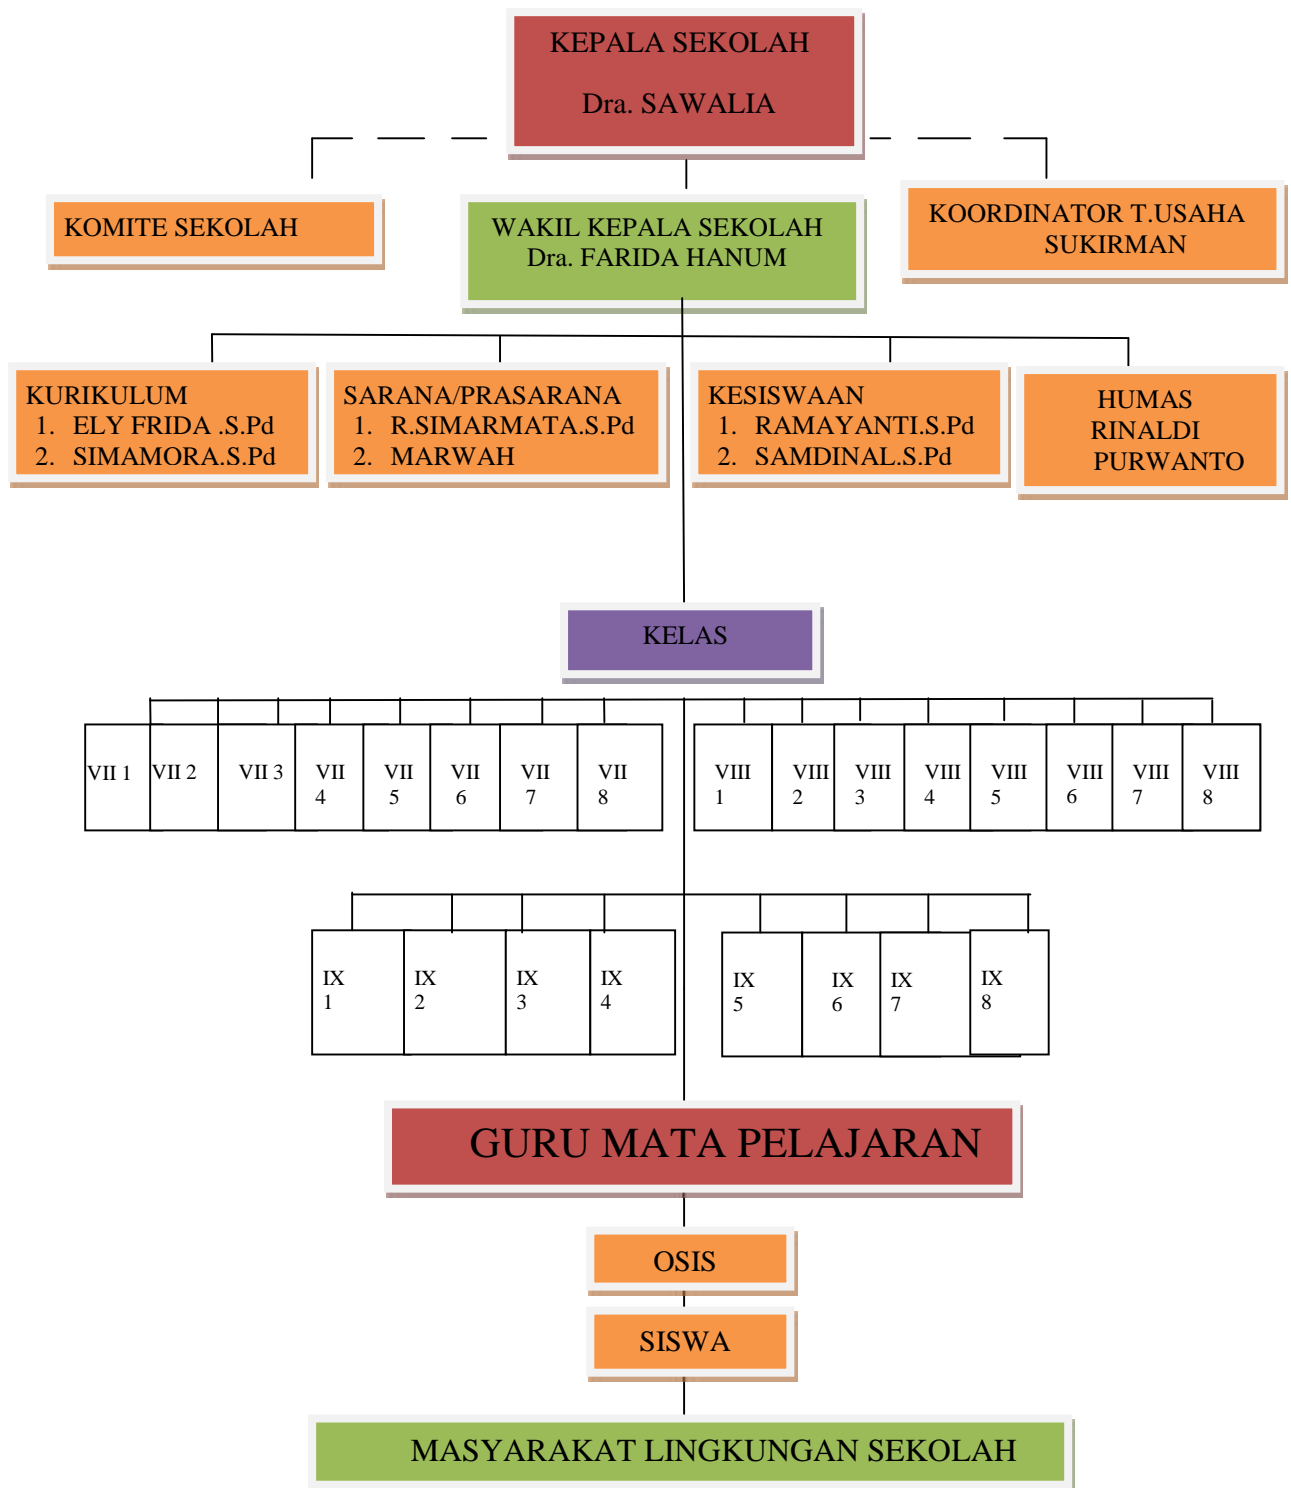 KEPALA SEKOLAH
Dra. SAWALIA
KOMITE SEKOLAH
WAKIL KEPALA SEKOLAH
Dra. FARIDA HANUM
KOORDINATOR T.USAHA
SUKIRMAN
KURIKULUM
1. ELY FRIDA .S.Pd
2. SIMAMORA.S.Pd
SARANA/PRASARANA
1. R.SIMARMATA.S.Pd
2. MARWAH
KESISWAAN
1. RAMAYANTI.S.Pd
2. SAMDINAL.S.Pd
HUMAS
RINALDI
PURWANTO
KELAS
VII 1
VII 2
VII 3
VII
4
VII
5
VII
6
VII
7
VII
8
VIII
1
VIII
2
VIII
3
VIII
4
VIII
5
VIII
6
VIII
7
VIII
8
IX
1
IX
2
IX
3
IX
4
IX
5
IX
6
IX
7
IX
8
GURU MATA PELAJARAN
OSIS
SISWA
MASYARAKAT LINGKUNGAN SEKOLAH